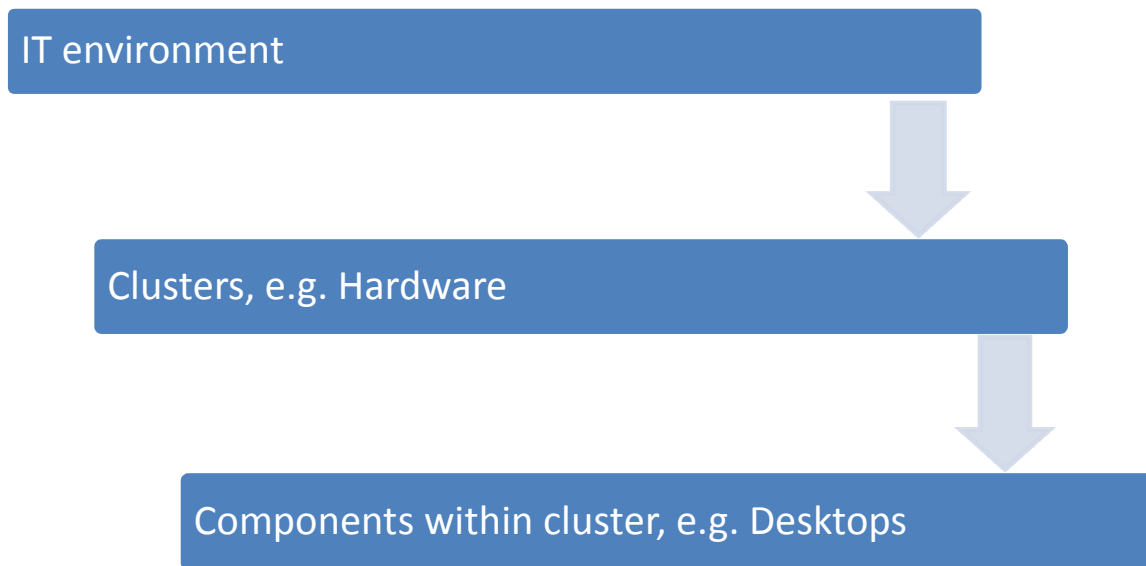 IT environment
Clusters, e.g. Hardware
Components within cluster, e.g. Desktops